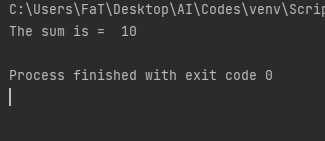 C:\Users\FaT\Desktop\AI\Codes\venv\Scrip
The sum is =  10
Process finished with exit code 0